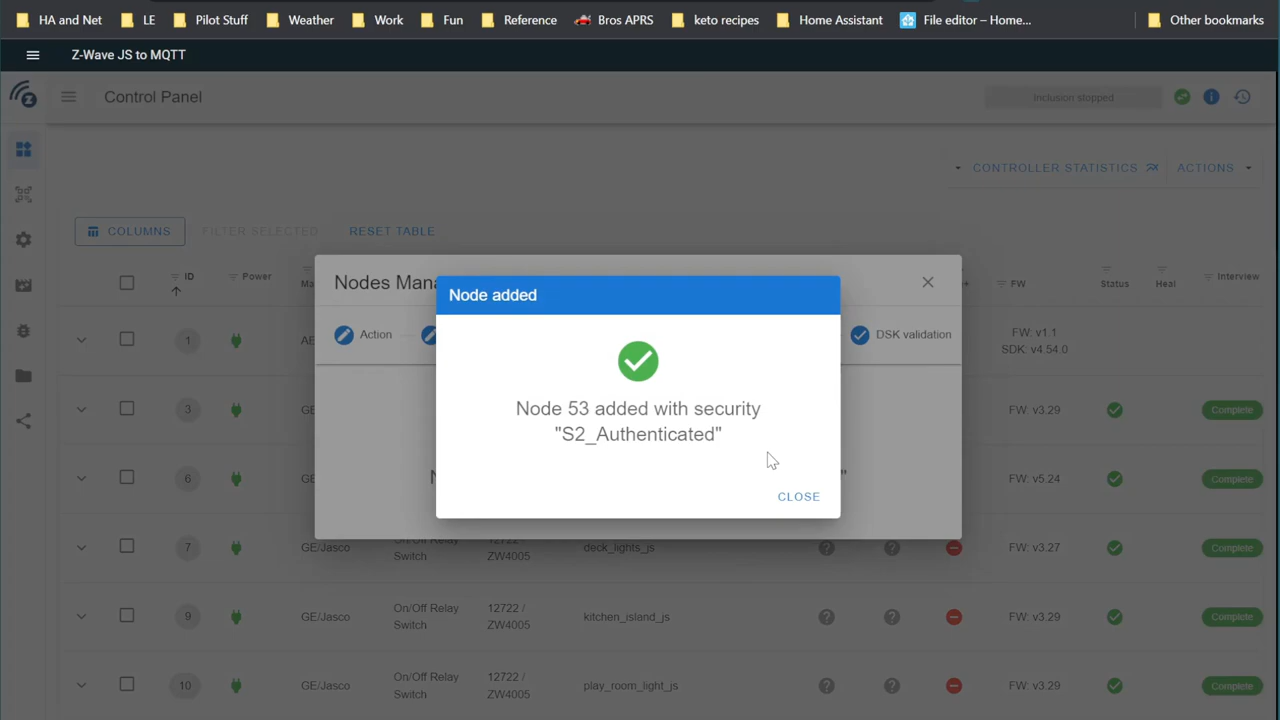 HA and Net
LE
Pilot Stuff
Weather
Work
Fun
Reference
Bros APRS
keto recipes
Home Assistant
File editor – Home...
Other bookmarks
Z-Wave JS to MQTT
Control Panel
Inclusion stopped
CONTROLLER STATISTICS
ACTIONS
COLUMNS
FILTER SELECTED
RESET TABLE
ID
Power
Ma
FW
Status
Heal
Interview
Nodes Mana
Action
DSK validation
Node added
Node 53 added with security
"S2_Authenticated"
CLOSE
1
AE
FW: v1.1
SDK: v4.54.0
3
GE
FW: v3.29
Complete
6
GE
FW: v5.24
Complete
7
GE/Jasco
On/Off Relay
Switch
12722 /
ZW4005
deck_lights_js
FW: v3.27
Complete
9
GE/Jasco
On/Off Relay
Switch
12722 /
ZW4005
kitchen_island_js
FW: v3.29
Complete
10
GE/Jasco
On/Off Relay
Switch
12722 /
ZW4005
play_room_light_js
FW: v3.29
Complete